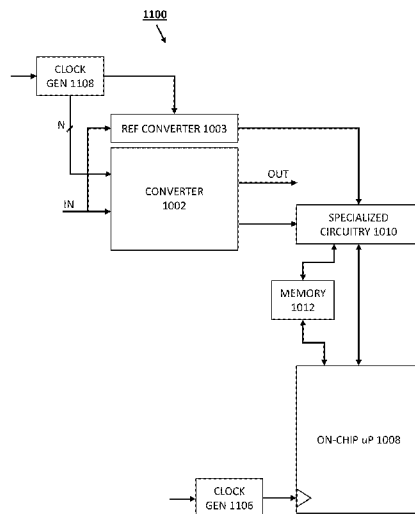 1100
CLOCK
GEN 1108
N
REF CONVERTER 1003
OUT
CONVERTER
1002
IN
SPECIALIZED
CIRCUITRY 1010
MEMORY
1012
ON-CHIP uP 1008
CLOCK
GEN 1106